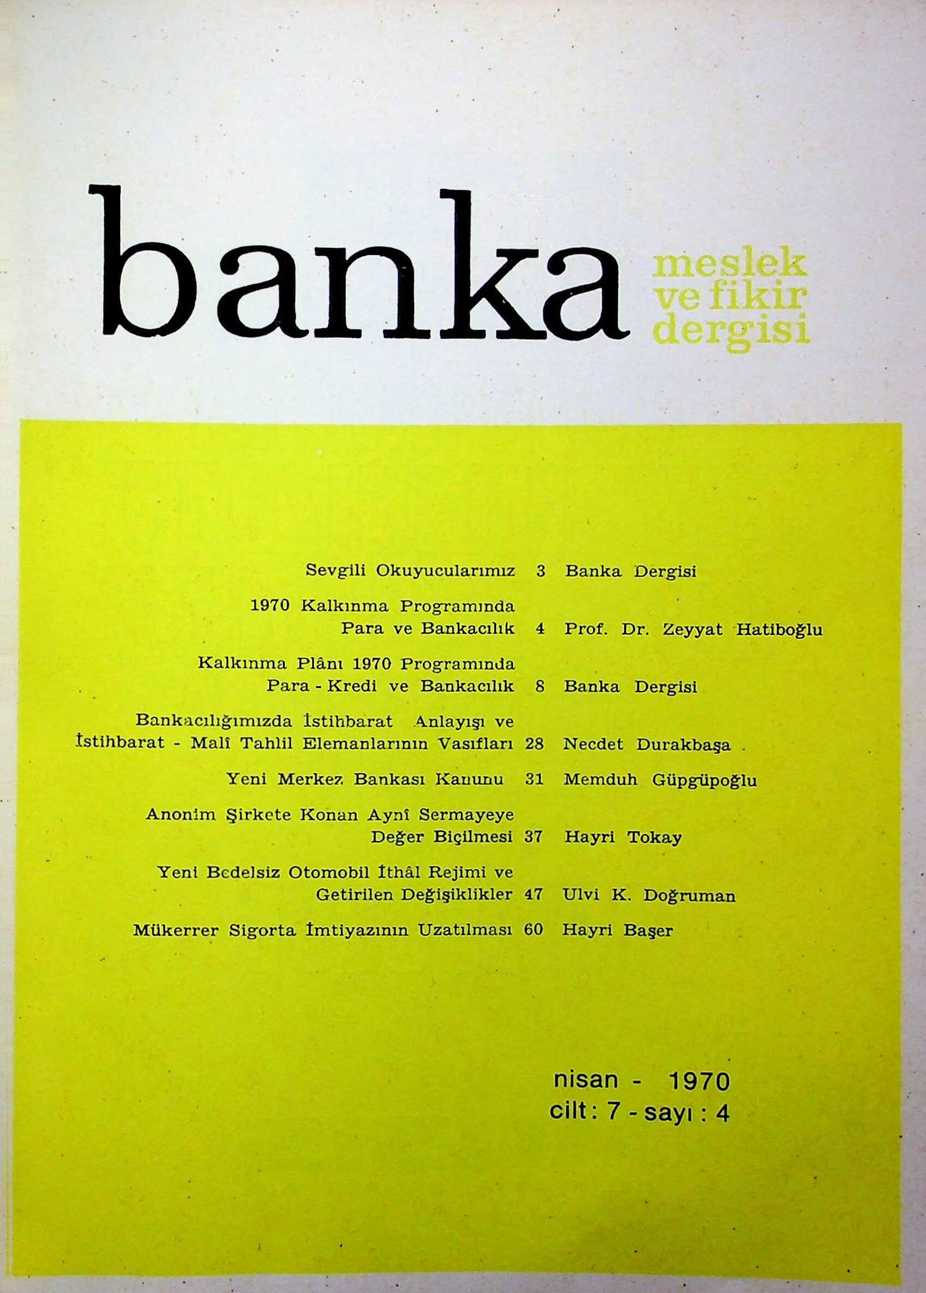 banka
meslek
ve fikir
dergisi
Sevgili Okuyucularımız 3 Banka Dergisi
1970 Kalkınma Programında
Para ve Bankacılık 4 Prof. Dr. Zeyyat Hatiboğlu
Kalkınma Plânı 1970 Programında
Para - Kredi ve Bankacılık 8 Banka Dergisi
Bankacılığımızda İstihbarat Anlayışı ve
İstihbarat - Malî Tahlil Elemanlarının Vasıfları 28 Necdet Durakbaşa
Yeni Merkez Bankası Kanunu 31 Memduh Güpgüpoğlu
Anonim Şirkete Konan Aynî Sermayeye
Değer Biçilmesi 37 Hayri Tokay
Yeni Bedelsiz Otomobil İthâl Rejimi ve
Getirilen Değişiklikler 47 Ulvi K. Doğruman
Mükerrer Sigorta İmtiyazının Uzatılması 60 Hayri Başer
nisan - 1970
cilt: 7 - sayı : 4